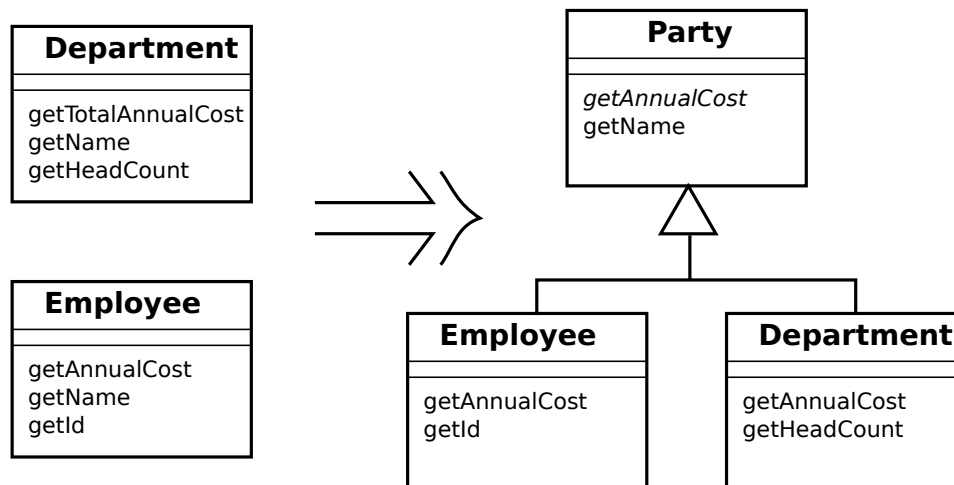 Department
getTotalAnnualCost
getName
getHeadCount
Employee
getAnnualCost
getName
getId
Party
getAnnualCost
getName
Employee
getAnnualCost
getId
Department
getAnnualCost
getHeadCount